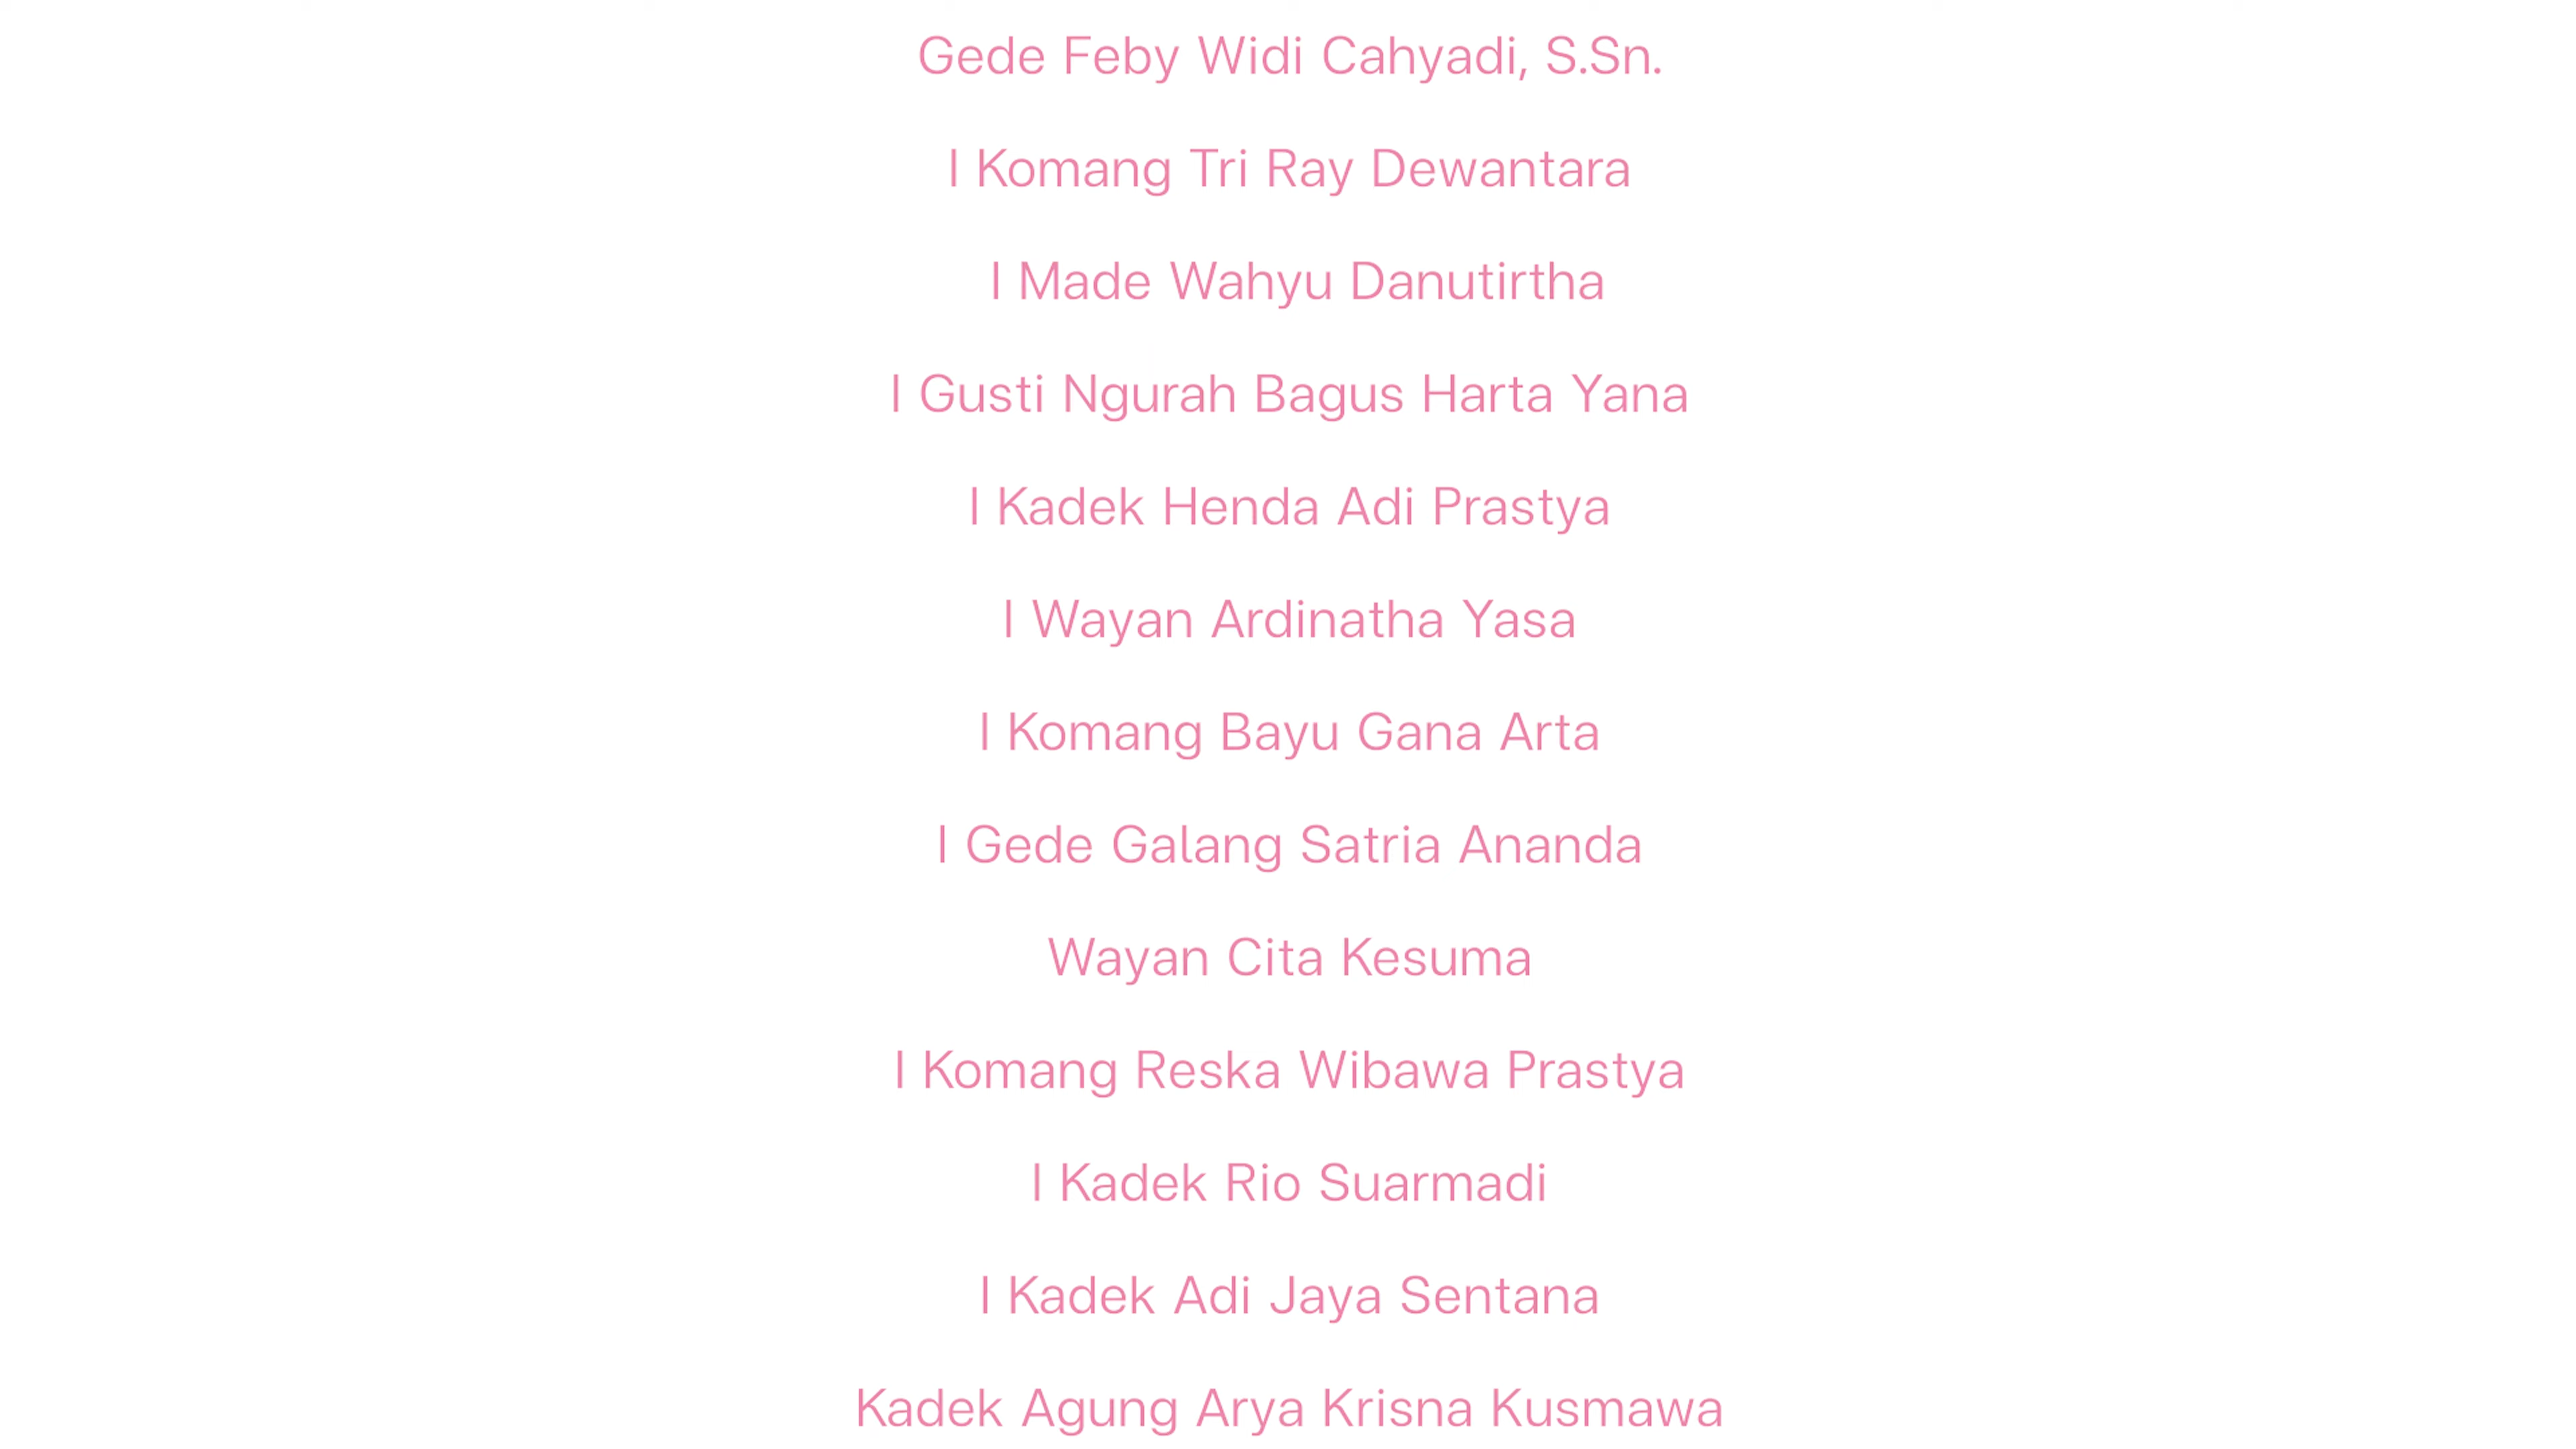 Gede Feby Widi Cahyadi, S.Sn.
I Komang Tri Ray Dewantara
I Made Wahyu Danutirtha
I Gusti Ngurah Bagus Harta Yana
I Kadek Henda Adi Prastya
I Wayan Ardinatha Yasa
I Komang Bayu Gana Arta
I Gede Galang Satria Ananda
Wayan Cita Kesuma
I Komang Reska Wibawa Prastya
I Kadek Rio Suarmadi
I Kadek Adi Jaya Sentana
Kadek Agung Arya Krisna Kusmawa